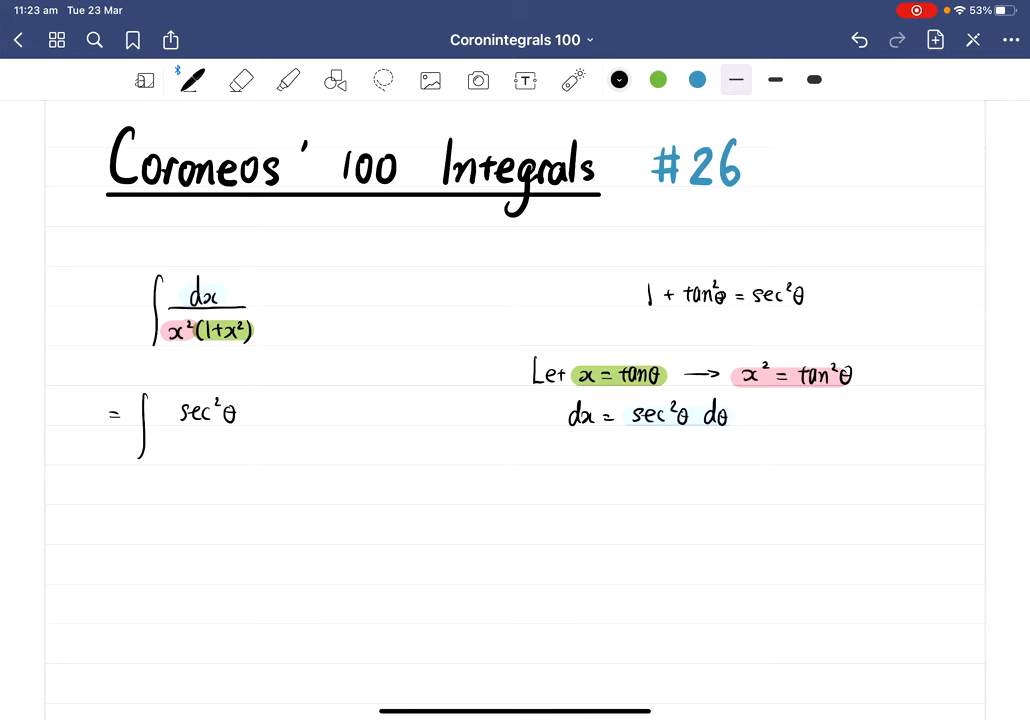 11:23 am Tue 23 Mar 53%
Coronintegrals 100
T
Coroneos' 100 Integrals #26
∫ dx / x²(1+x²)
1 + tan²θ = sec²θ
Let x = tanθ → x² = tan²θ
= ∫ sec²θ
dx = sec²θ dθ